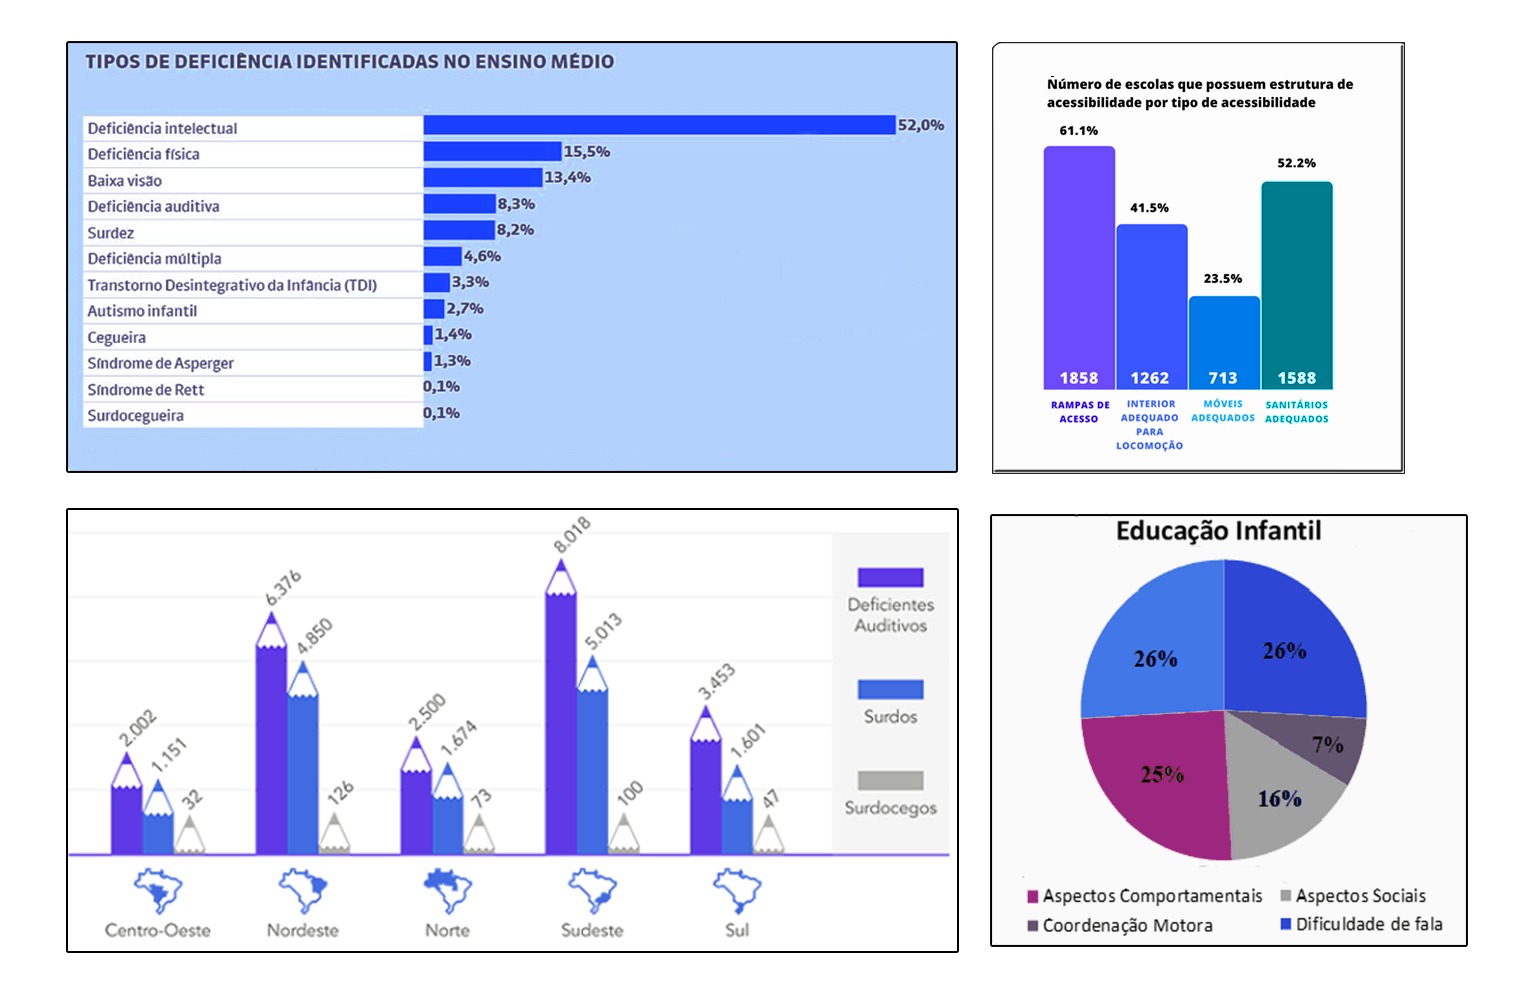 TIPOS DE DEFICIÊNCIA IDENTIFICADAS NO ENSINO MÉDIO
Deficiência intelectual 52,0%
Deficiência física 15,5%
Baixa visão 13,4%
Deficiência auditiva 8,3%
Surdez 8,2%
Deficiência múltipla 4,6%
Transtorno Desintegrativo da Infância (TDI) 3,3%
Autismo infantil 2,7%
Cegueira 1,4%
Síndrome de Asperger 1,3%
Síndrome de Rett 0,1%
Surdocegueira 0,1%
Número de escolas que possuem estrutura de
acessibilidade por tipo de acessibilidade
61.1%
52.2%
41.5%
23.5%
1858 1262 713 1588
RAMPAS DE
ACESSO
INTERIOR
ADEQUADO
PARA
LOCOMOÇÃO
MÓVEIS
ADEQUADOS
SANITÁRIOS
ADEQUADOS
2.002
1.151
32
6.376
4.850
126
2.500
1.674
73
8.018
5.013
100
3.453
1.601
47
Deficientes
Auditivos
Surdos
Surdocegos
Centro-Oeste Nordeste Norte Sudeste Sul
Educação Infantil
26% 26%
7%
25%
16%
Aspectos Comportamentais Aspectos Sociais
Coordenação Motora Dificuldade de fala